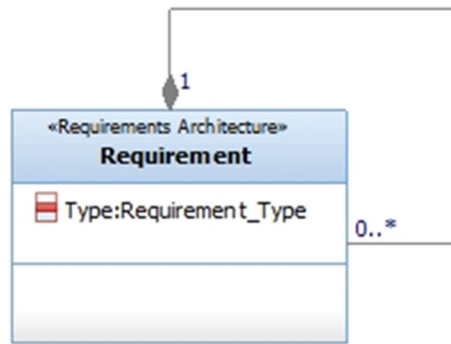 1
«Requirements Architecture»
Requirement
Type:Requirement_Type
0..*